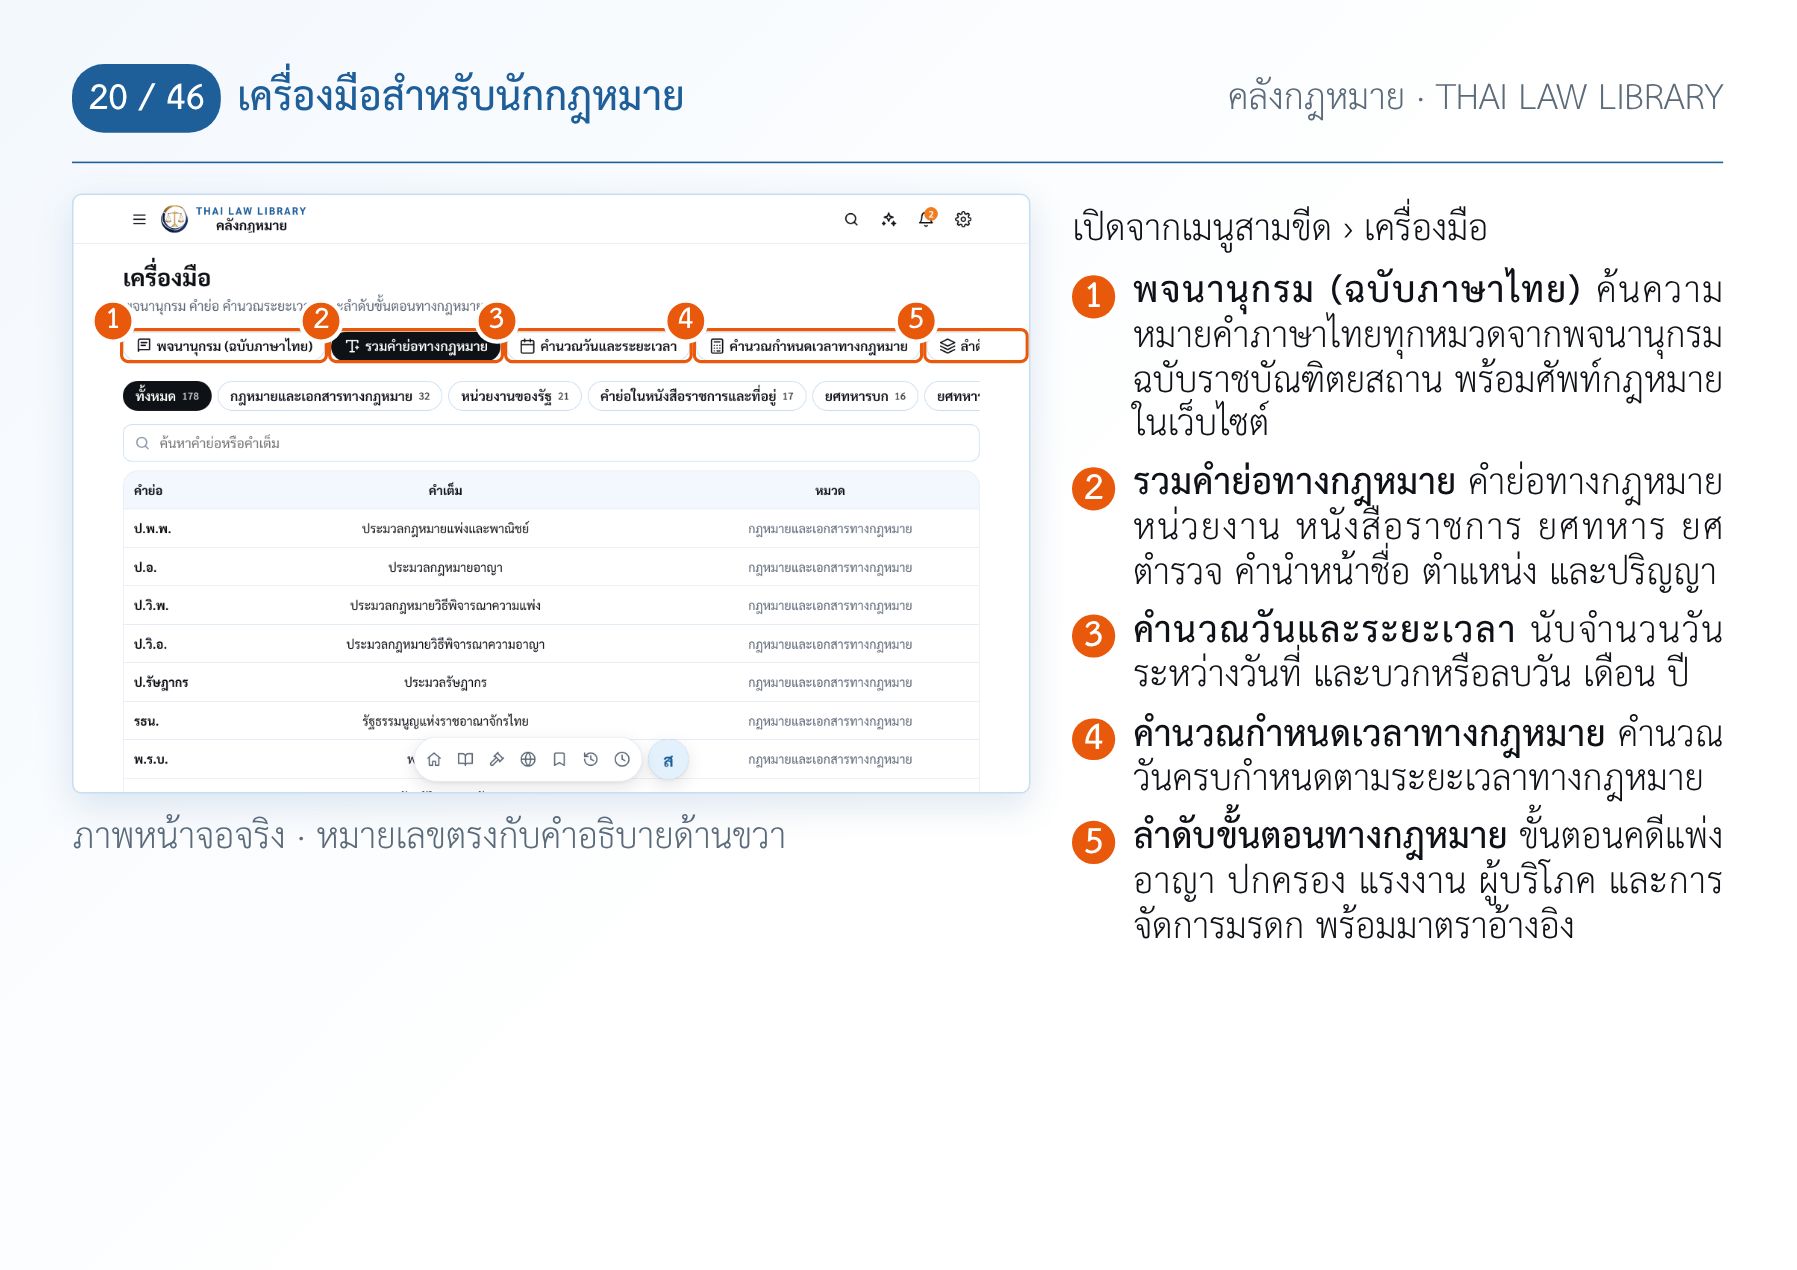 20 / 46 เครื่องมือสำหรับนักกฎหมาย
คลังกฎหมาย · THAI LAW LIBRARY
THAI LAW LIBRARY
คลังกฎหมาย
2
เครื่องมือ
พจนานุกรม คำย่อ คำนวณระยะเวลา ลำดับขั้นตอนทางกฎหมาย
1 2 3 4 5
พจนานุกรม (ฉบับภาษาไทย) รวมคำย่อทางกฎหมาย คำนวณวันและระยะเวลา คำนวณกำหนดเวลาทางกฎหมาย
ทั้งหมด 178 กฎหมายและเอกสารทางกฎหมาย 32 หน่วยงานของรัฐ 21 คำย่อในหนังสือราชการและที่อยู่ 17 ยศทหารบก 16
ค้นหาคำย่อหรือคำเต็ม
คำย่อ คำเต็ม หมวด
ป.พ.พ. ประมวลกฎหมายแพ่งและพาณิชย์ กฎหมายและเอกสารทางกฎหมาย
ป.อ. ประมวลกฎหมายอาญา กฎหมายและเอกสารทางกฎหมาย
ป.วิ.พ. ประมวลกฎหมายวิธีพิจารณาความแพ่ง กฎหมายและเอกสารทางกฎหมาย
ป.วิ.อ. ประมวลกฎหมายวิธีพิจารณาความอาญา กฎหมายและเอกสารทางกฎหมาย
ป.รัษฎากร ประมวลรัษฎากร กฎหมายและเอกสารทางกฎหมาย
รธน. รัฐธรรมนูญแห่งราชอาณาจักรไทย กฎหมายและเอกสารทางกฎหมาย
พ.ร.บ. กฎหมายและเอกสารทางกฎหมาย
ส
ภาพหน้าจอจริง · หมายเลขตรงกับคำอธิบายด้านขวา
เปิดจากเมนูสามขีด › เครื่องมือ
1 พจนานุกรม (ฉบับภาษาไทย) ค้นความ
หมายคำภาษาไทยทุกหมวดจากพจนานุกรม
ฉบับราชบัณฑิตยสถาน พร้อมศัพท์กฎหมาย
ในเว็บไซต์
2 รวมคำย่อทางกฎหมาย คำย่อทางกฎหมาย
หน่วยงาน หนังสือราชการ ยศทหาร ยศ
ตำรวจ คำนำหน้าชื่อ ตำแหน่ง และปริญญา
3 คำนวณวันและระยะเวลา นับจำนวนวัน
ระหว่างวันที่ และบวกหรือลบวัน เดือน ปี
4 คำนวณกำหนดเวลาทางกฎหมาย คำนวณ
วันครบกำหนดตามระยะเวลาทางกฎหมาย
5 ลำดับขั้นตอนทางกฎหมาย ขั้นตอนคดีแพ่ง
อาญา ปกครอง แรงงาน ผู้บริโภค และการ
จัดการมรดก พร้อมมาตราอ้างอิง